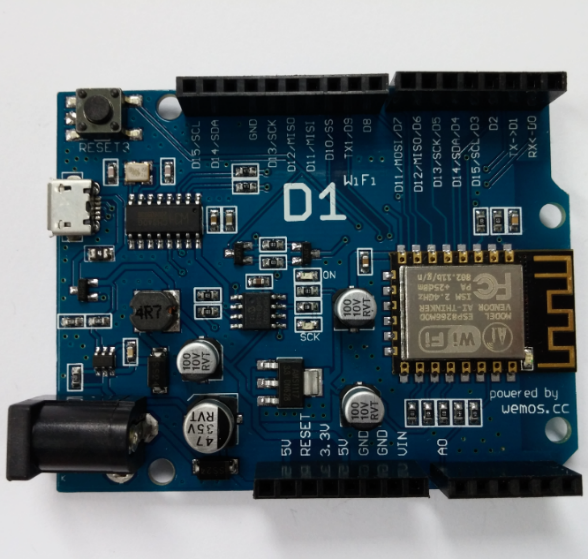 RESET3
D15/SCL
D14/SDA
GND
D13/SCK
D12/MISO
D11/MISI
D10/SS
TX1/D9
D8
D11/MOSI/D7
D12/MISO/D6
D13/SCK/D5
D14/SDA/D4
D15/SCL/D3
D2
TX->D1
RX<-D0
WiFi
D1
ON
SCK
4R7
100
10V
RVT
100
10V
RVT
100
10V
RVT
47
35V
RVT
MODEL ESP8266MOD
VENDOR AI-THINKER
ISM 2.4GHz
PA +25dBm
802.11b/g/n
FC
Wi Fi
AI
powered by
wemos.cc
5V
RESET
3.3V
5V
GND
GND
VIN
A0